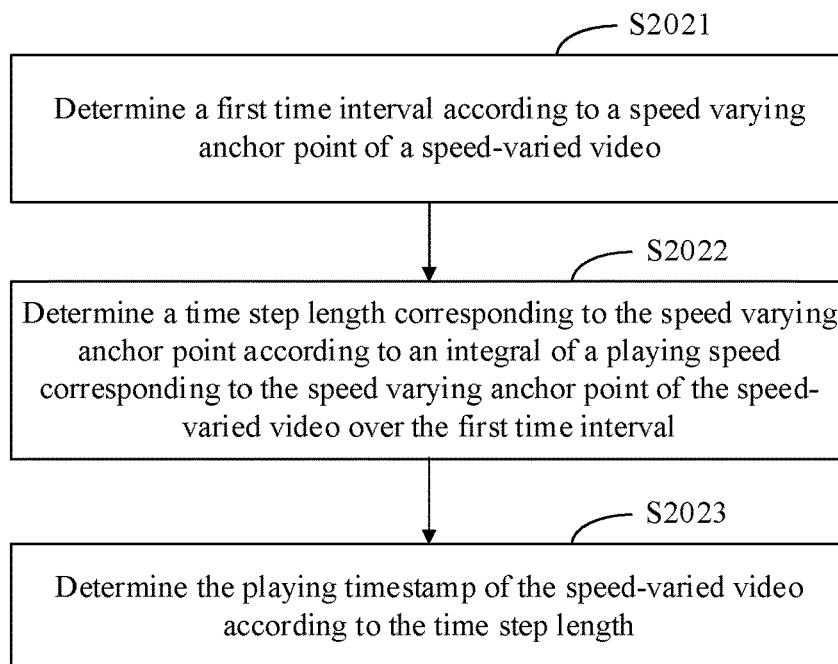 S2021
Determine a first time interval according to a speed varying
anchor point of a speed-varied video
S2022
Determine a time step length corresponding to the speed varying
anchor point according to an integral of a playing speed
corresponding to the speed varying anchor point of the speed-
varied video over the first time interval
S2023
Determine the playing timestamp of the speed-varied video
according to the time step length